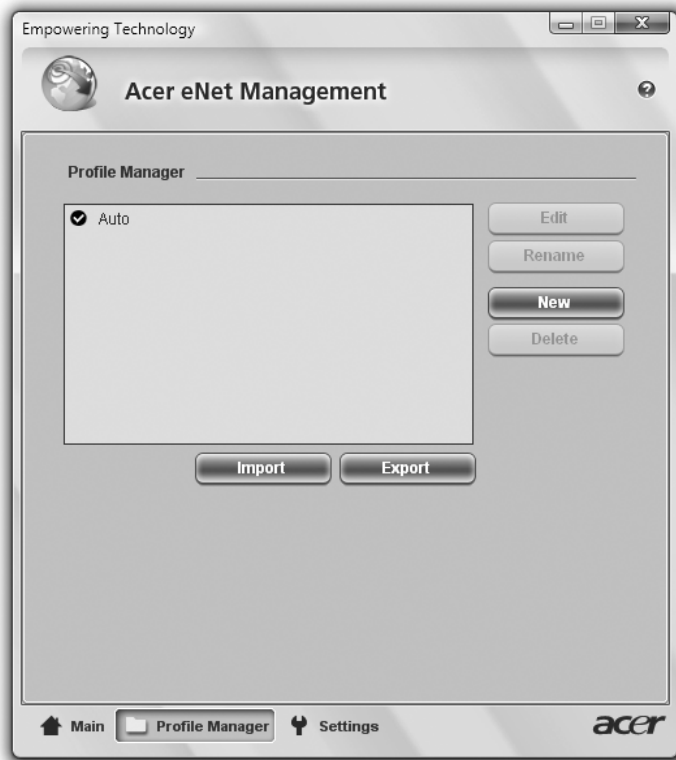 Empowering Technology
Acer eNet Management
Profile Manager
Auto
Edit
Rename
New
Delete
Import
Export
Main
Profile Manager
Settings
acer